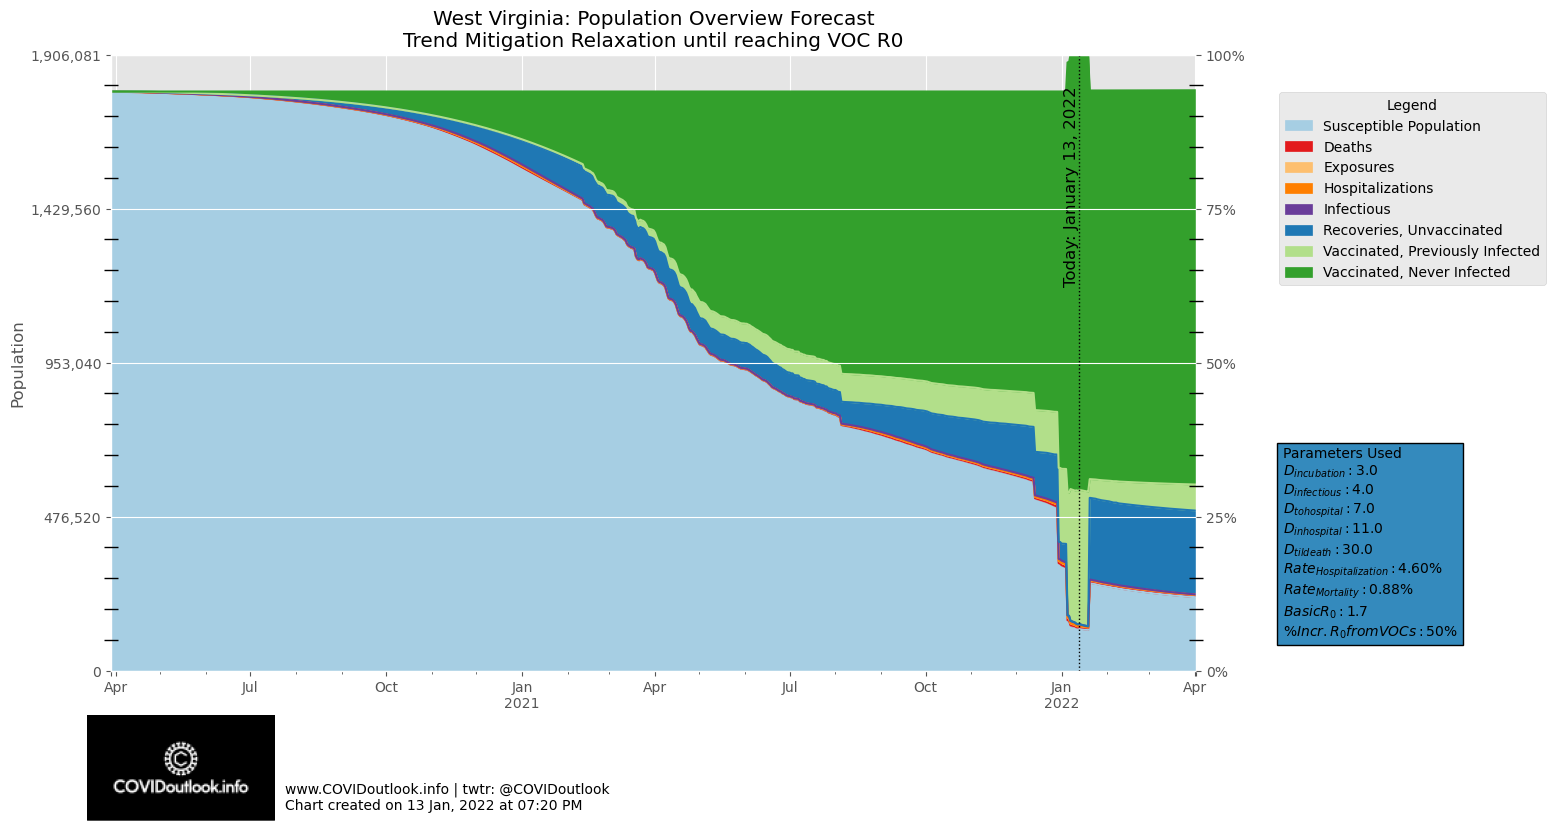 West Virginia: Population Overview Forecast
Trend Mitigation Relaxation until reaching VOC R0
1,906,081
1,429,560
953,040
476,520
0
Population
100%
75%
50%
25%
0%
Today: January 13, 2022
Apr
Jul
Oct
Jan
2021
Apr
Jul
Oct
Jan
2022
Apr
Legend
Susceptible Population
Deaths
Exposures
Hospitalizations
Infectious
Recoveries, Unvaccinated
Vaccinated, Previously Infected
Vaccinated, Never Infected
Parameters Used
D_incubation : 3.0
D_infectious : 4.0
D_tohospital : 7.0
D_inhospital : 11.0
D_tildeath : 30.0
Rate_Hospitalization : 4.60%
Rate_Mortality : 0.88%
BasicR₀ : 1.7
%Incr. R₀fromVOCs : 50%
COVIDoutlook.info
www.COVIDoutlook.info | twtr: @COVIDoutlook
Chart created on 13 Jan, 2022 at 07:20 PM